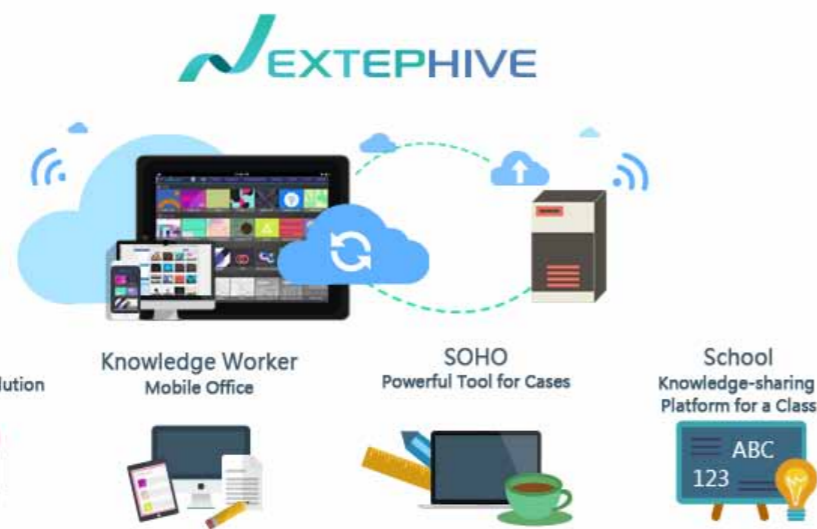 NEXTEPHIVE
Knowledge Worker
Mobile Office
SOHO
Powerful Tool for Cases
School
Knowledge-sharing
Platform for a Class
lution
ABC
123